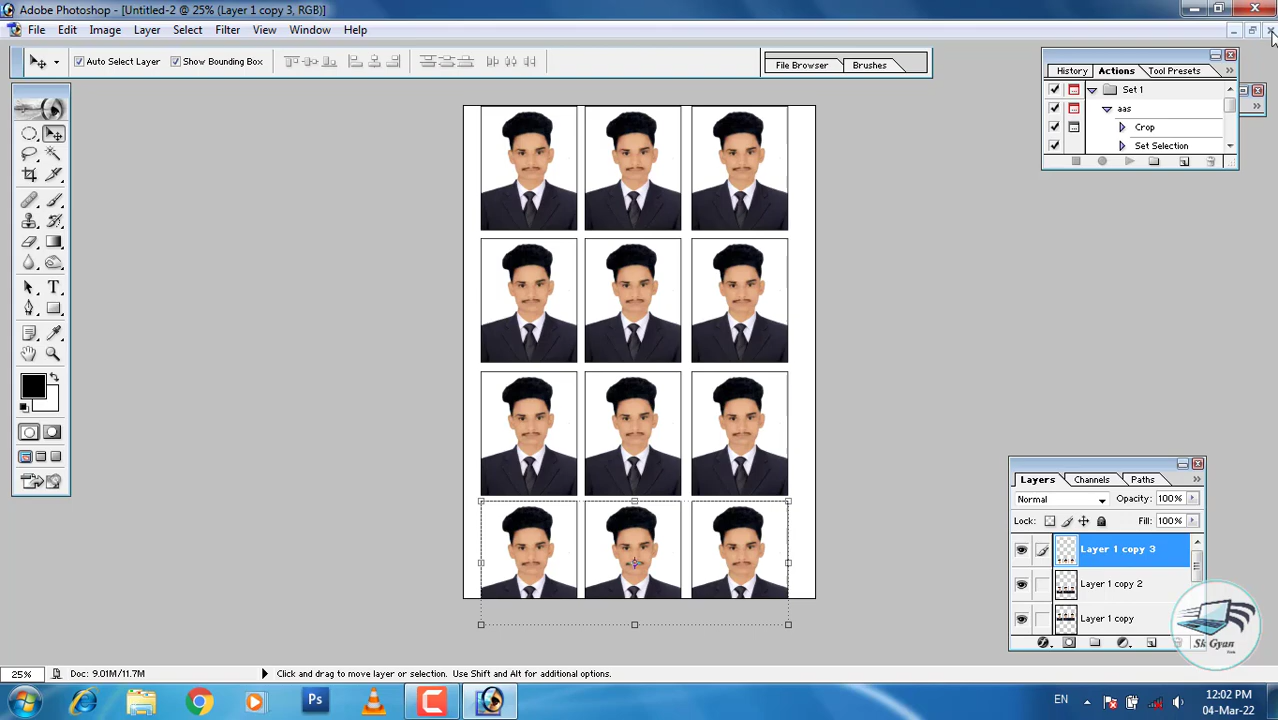 Adobe Photoshop - [Untitled-2 @ 25% (Layer 1 copy 3, RGB)]
File Edit Image Layer Select Filter View Window Help
Auto Select Layer Show Bounding Box
File Browser Brushes
History Actions Tool Presets
Set 1
aas
Crop
Set Selection
Layers Channels Paths
Normal Opacity: 100%
Lock: Fill: 100%
Layer 1 copy 3
Layer 1 copy 2
Layer 1 copy
Sk Gyan
25% Doc: 9.01M/11.7M Click and drag to move layer or selection. Use Shift and Alt for additional options.
Ps
EN
12:02 PM
04-Mar-22